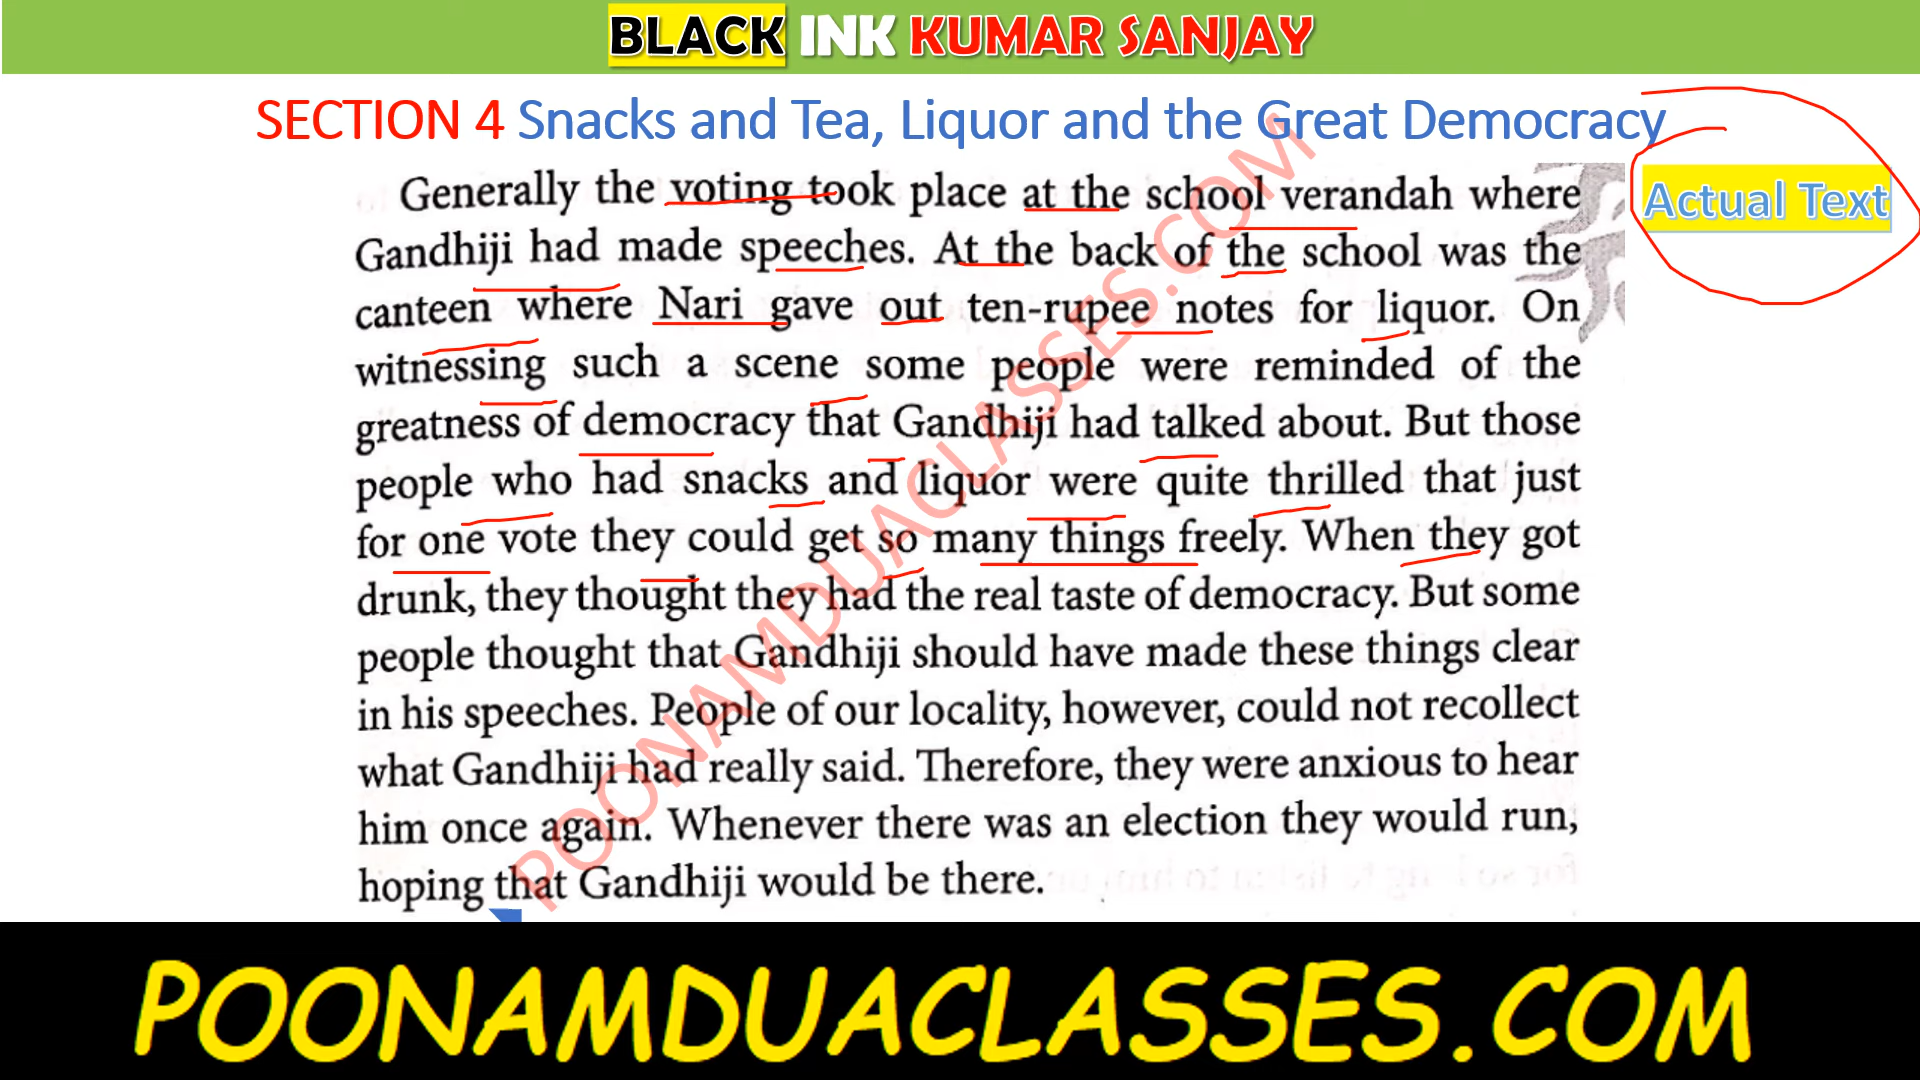 BLACK INK KUMAR SANJAY
SECTION 4 Snacks and Tea, Liquor and the Great Democracy
Actual Text
Generally the voting took place at the school verandah where
Gandhiji had made speeches. At the back of the school was the
canteen where Nari gave out ten-rupee notes for liquor. On
witnessing such a scene some people were reminded of the
greatness of democracy that Gandhiji had talked about. But those
people who had snacks and liquor were quite thrilled that just
for one vote they could get so many things freely. When they got
drunk, they thought they had the real taste of democracy. But some
people thought that Gandhiji should have made these things clear
in his speeches. People of our locality, however, could not recollect
what Gandhiji had really said. Therefore, they were anxious to hear
him once again. Whenever there was an election they would run,
hoping that Gandhiji would be there.
POONAMDUACLASSES.COM
POONAMDUACLASSES.COM